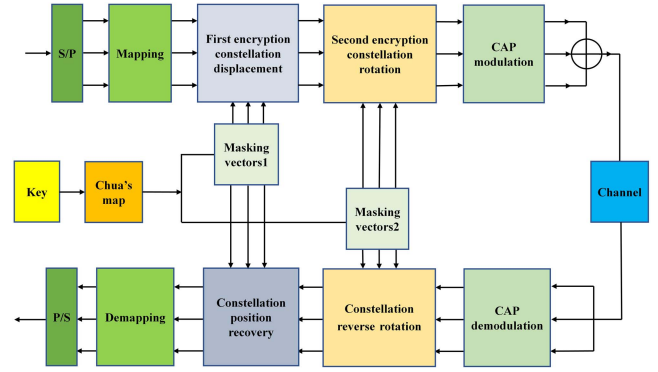 S/P
Mapping
First encryption
constellation
displacement
Second encryption
constellation
rotation
CAP
modulation
Masking
vectors1
Key
Chua's
map
Masking
vectors2
Channel
P/S
Demapping
Constellation
position
recovery
Constellation
reverse rotation
CAP
demodulation